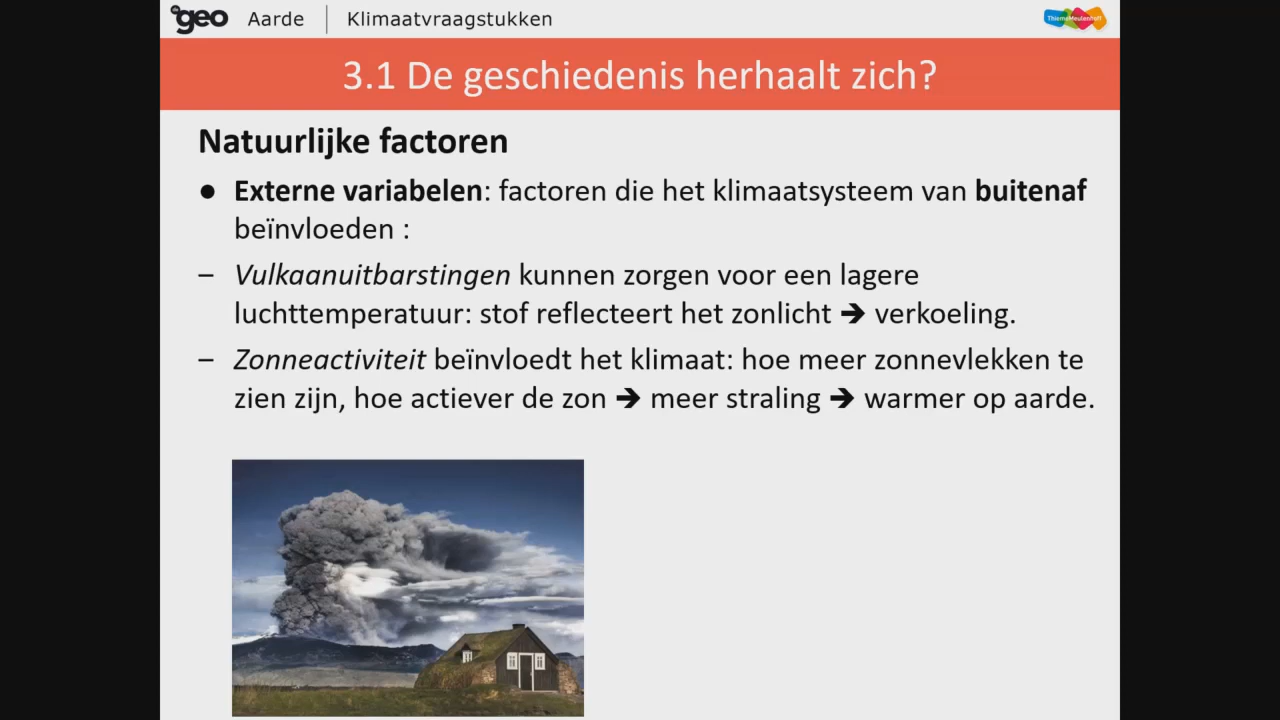 de geo Aarde Klimaatvraagstukken ThiemeMeulenhoff
3.1 De geschiedenis herhaalt zich?
Natuurlijke factoren
● Externe variabelen: factoren die het klimaatsysteem van buitenaf
beïnvloeden :
– Vulkaanuitbarstingen kunnen zorgen voor een lagere
luchttemperatuur: stof reflecteert het zonlicht ➔ verkoeling.
– Zonneactiviteit beïnvloedt het klimaat: hoe meer zonnevlekken te
zien zijn, hoe actiever de zon ➔ meer straling ➔ warmer op aarde.